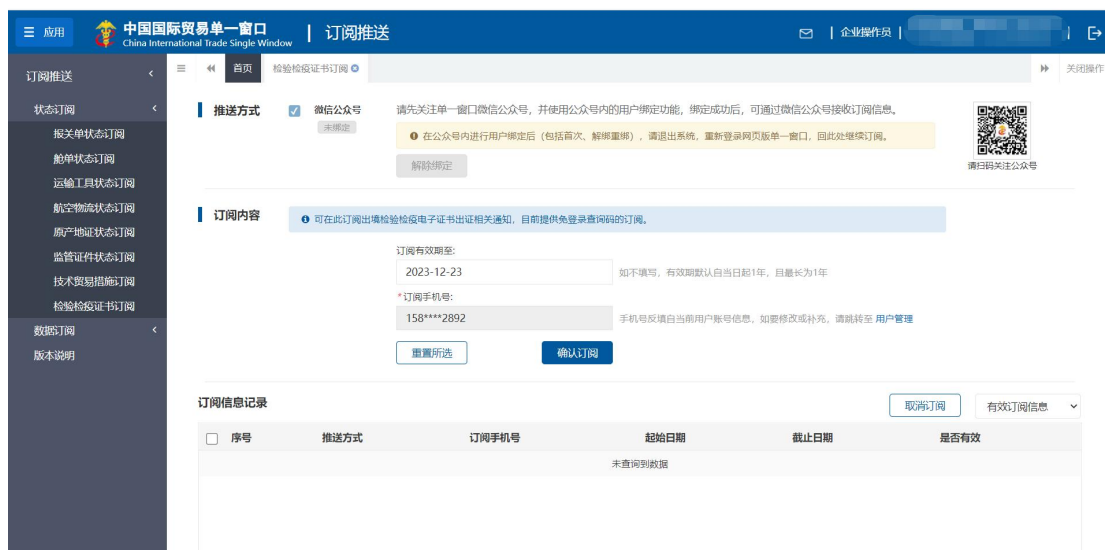 应用
中国国际贸易单一窗口
China International Trade Single Window
订阅推送
企业操作员
订阅推送
首页
检验检疫证书订阅
关闭操作
状态订阅
报关单状态订阅
舱单状态订阅
运输工具状态订阅
航空物流状态订阅
原产地证状态订阅
监管证件状态订阅
技术贸易措施订阅
检验检疫证书订阅
数据订阅
版本说明
推送方式
微信公众号
未绑定
请先关注单一窗口微信公众号，并使用公众号内的用户绑定功能，绑定成功后，可通过微信公众号接收订阅信息。
在公众号内进行用户绑定后（包括首次、解绑重绑），请退出系统，重新登录网页版单一窗口，回此处继续订阅。
解除绑定
请扫码关注公众号
订阅内容
可在此订阅出境检验检疫电子证书出证相关通知，目前提供免登录查询码的订阅。
订阅有效期至:
2023-12-23
如不填写，有效期默认自当日起1年，且最长为1年
*订阅手机号:
158****2892
手机号反填自当前用户账号信息，如要修改或补充，请跳转至 用户管理
重置所选
确认订阅
订阅信息记录
取消订阅
有效订阅信息
序号 推送方式 订阅手机号 起始日期 截止日期 是否有效
未查询到数据